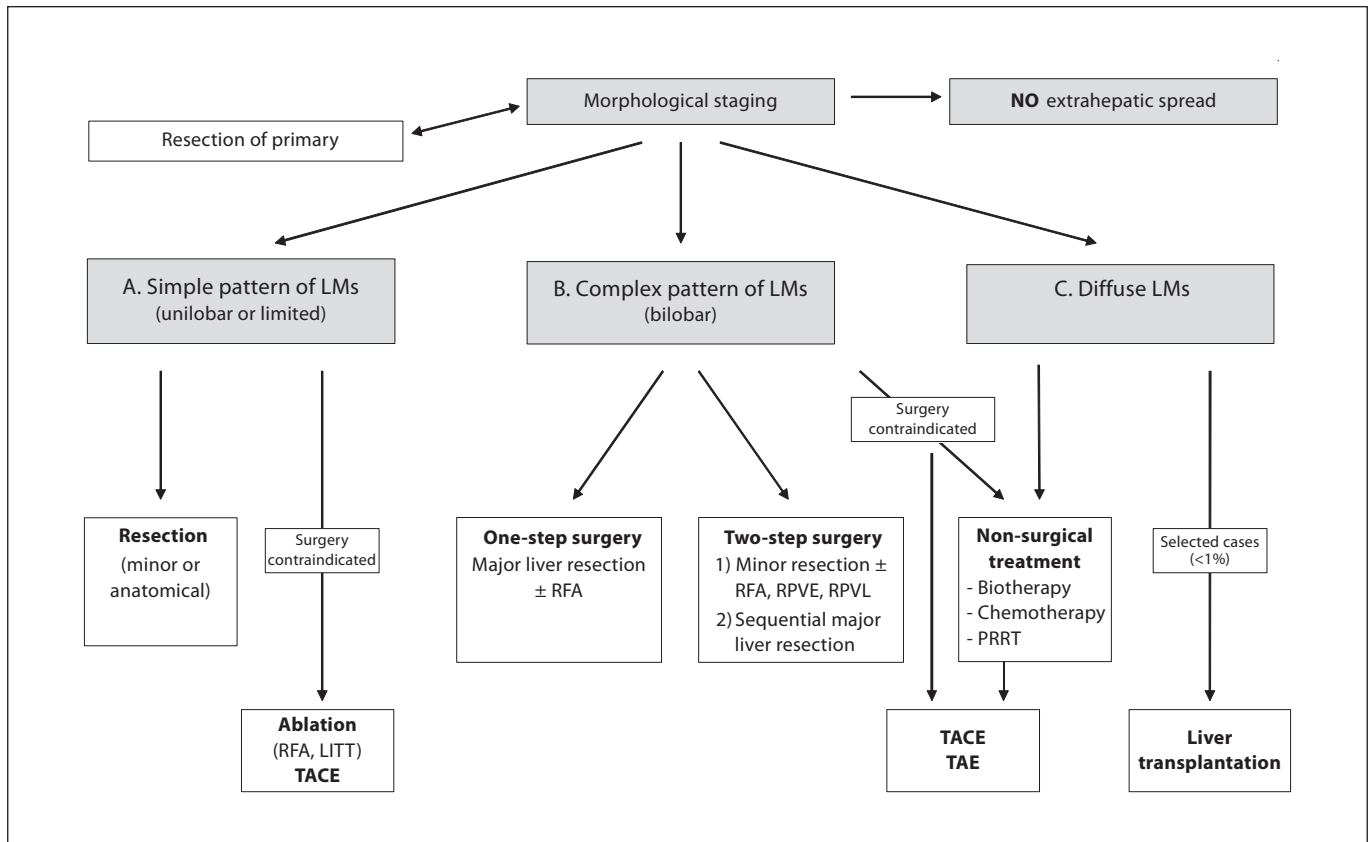 Morphological staging
NO extrahepatic spread
Resection of primary
A. Simple pattern of LMs
(unilobar or limited)
B. Complex pattern of LMs
(bilobar)
C. Diffuse LMs
Surgery
contraindicated
Resection
(minor or
anatomical)
Surgery
contraindicated
One-step surgery
Major liver resection
± RFA
Two-step surgery
1) Minor resection ±
RFA, RPVE, RPVL
2) Sequential major
liver resection
Non-surgical
treatment
- Biotherapy
- Chemotherapy
- PRRT
Selected cases
(<1%)
Ablation
(RFA, LITT)
TACE
TACE
TAE
Liver
transplantation